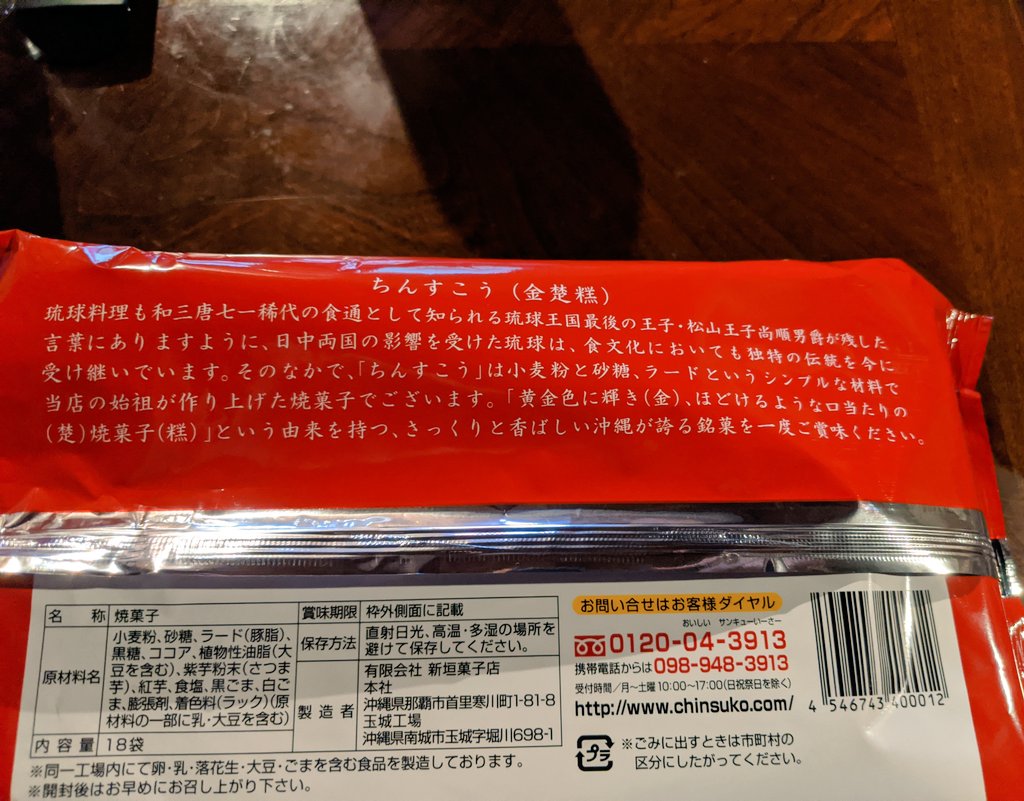 ちんすこう（金楚糕）
琉球料理も和三唐七一稀代の食通として知られる琉球王国最後の王子・松山王子尚順男爵が残した
言葉にありますように、日中両国の影響を受けた琉球は、食文化においても独特の伝統を今に
受け継いでいます。そのなかで、「ちんすこう」は小麦粉と砂糖、ラードというシンプルな材料で
当店の始祖が作り上げた焼菓子でございます。「黄金色に輝き(金)、ほどけるような口当たりの
(楚)焼菓子(糕)」という由来を持つ、さっくりと香ばしい沖縄が誇る銘菓を一度ご賞味ください。
名 称 焼菓子
原材料名 小麦粉、砂糖、ラード(豚脂)、
黒糖、ココア、植物性油脂(大
豆を含む)、紫芋粉末(さつま
芋)、紅芋、食塩、黒ごま、白ご
ま、膨張剤、着色料(ラック)(原
材料の一部に乳・大豆を含む)
内容量 18袋
賞味期限 枠外側面に記載
保存方法 直射日光、高温・多湿の場所を
避けて保存してください。
製造者 有限会社 新垣菓子店
本社
沖縄県那覇市首里寒川町1-81-8
玉城工場
沖縄県南城市玉城字堀川698-1
※同一工場内にて卵・乳・落花生・大豆・ごまを含む食品を製造しております。
※開封後はお早めにお召し上がり下さい。
お問い合せはお客様ダイヤル
おいしい サンキューいーさー
0120-04-3913
携帯電話からは098-948-3913
受付時間／月〜土曜 10:00〜17:00(日祝祭日を除く)
http://www.chinsuko.com/
プラ
※ごみに出すときは市町村の
区分にしたがってください。
4 546743 400012